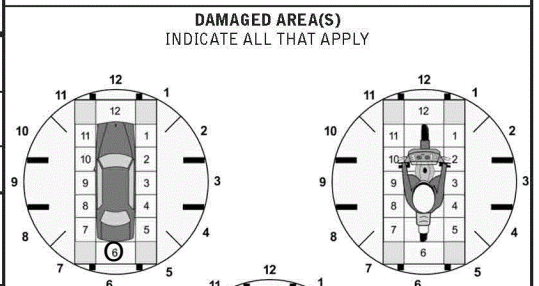 DAMAGED AREA(S)
INDICATE ALL THAT APPLY
12 12
11 1 11 1
12 12
10 11 1 2 10 11 1 2
10 2 10 2
9 9 3 3 9 9 3 3
8 4 8 4
8 7 5 4 8 7 5 4
6 6
7 5 7 5
6 12 6
11 1